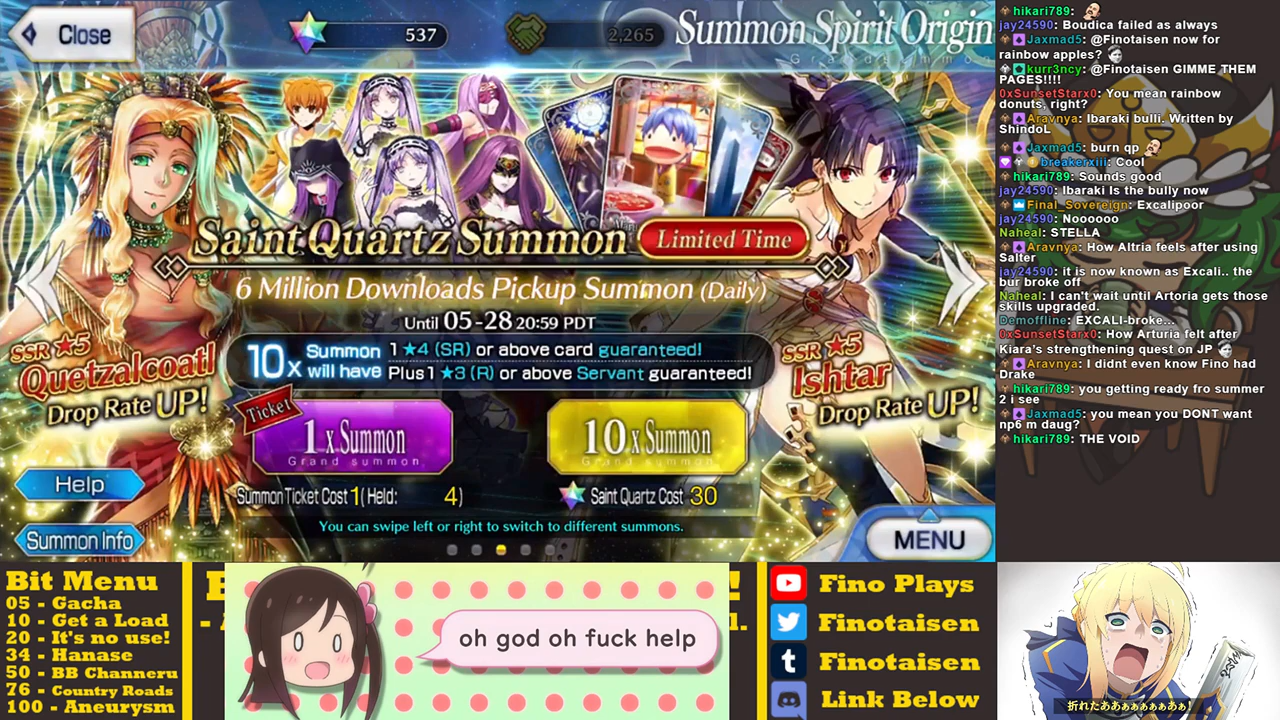 Close
537
2,265
Summon Spirit Origin
Grand summon
Saint Quartz Summon
Limited Time
6 Million Downloads Pickup Summon (Daily)
Until 05-28 20:59 PDT
10x Summon will have
1 ★4 (SR) or above card guaranteed!
Plus 1 ★3 (R) or above Servant guaranteed!
SSR ★5
Quetzalcoatl
Drop Rate UP!
SSR ★5
Ishtar
Drop Rate UP!
Ticket
1x Summon
Grand summon
10x Summon
Grand summon
Summon Ticket Cost 1 (Held: 4)
Saint Quartz Cost 30
You can swipe left or right to switch to different summons.
Help
Summon Info
MENU
hikari789:
jay24590: Boudica failed as always
Jaxmad5: @Finotaisen now for
rainbow apples?
kurr3ncy: @Finotaisen GIMME THEM
PAGES!!!!
0xSunsetStarx0: You mean rainbow
donuts, right?
Aravnya: Ibaraki bulli. Written by
ShindoL
Jaxmed5: burn qp
breakerxiii: Cool
hikari789: Sounds good
jay24590: Ibaraki Is the bully now
Final_Sovereign: Excalipoor
jay24590: Noooooo
Naheal: STELLA
Aravnya: How Altria feels after using
Salter
jay24590: it is now known as Excali.. the
bur broke off
Naheal: I can't wait until Artoria gets those
skills upgraded.
Demoffline: EXCALI-broke...
0xSunsetStarx0: How Arturia felt after
Kiara's strengthening quest on JP
Aravnya: I didnt even know Fino had
Drake
hikari789: you getting ready fro summer
2 i see
Jaxmad5: you mean you DONT want
np6 m daug?
hikari789: THE VOID
Bit Menu
05 - Gacha
10 - Get a Load
20 - It's no use!
34 - Hanase
50 - BB Channeru
76 - Country Roads
100 - Aneurysm
oh god oh fuck help
Fino Plays
Finotaisen
t Finotaisen
Link Below
折れたあぁぁぁぁぁぁあぁ!